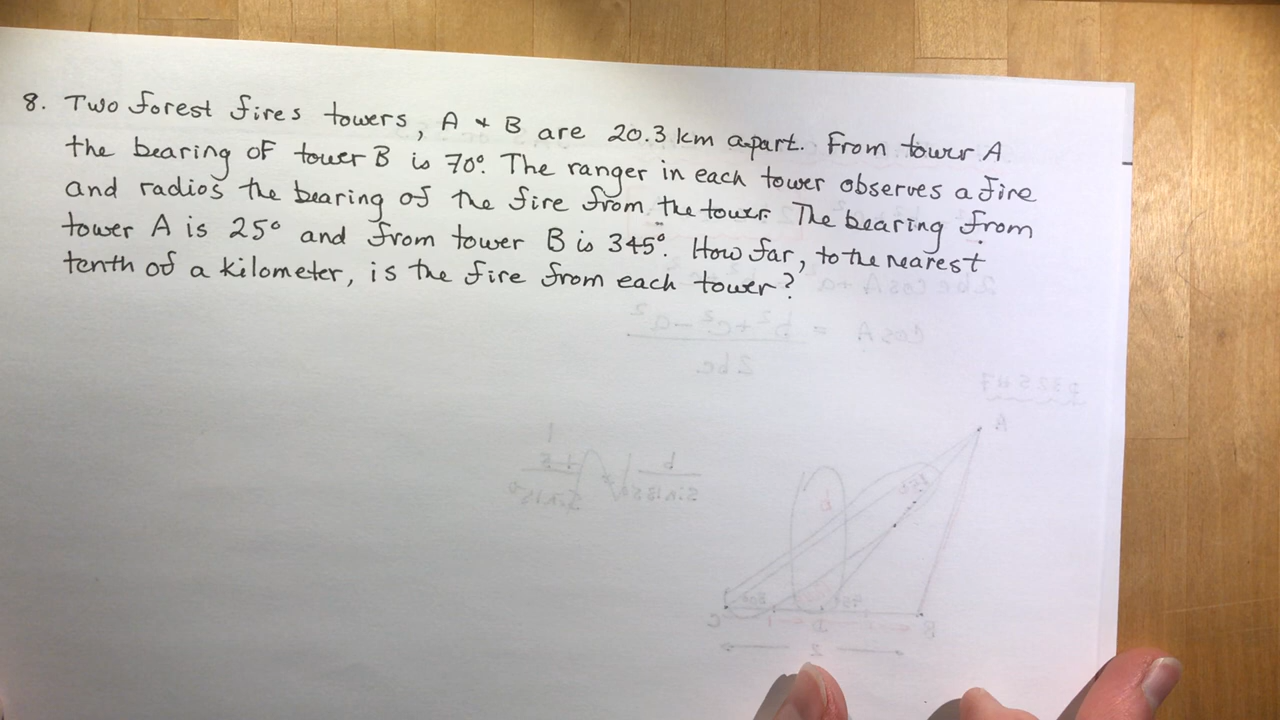 8. Two forest fires towers, A & B are 20.3 km apart. From tower A
the bearing of tower B is 70°. The ranger in each tower observes a fire
and radios the bearing of the fire from the tower. The bearing from
tower A is 25° and from tower B is 345°. How far, to the nearest
tenth of a kilometer, is the fire from each tower?